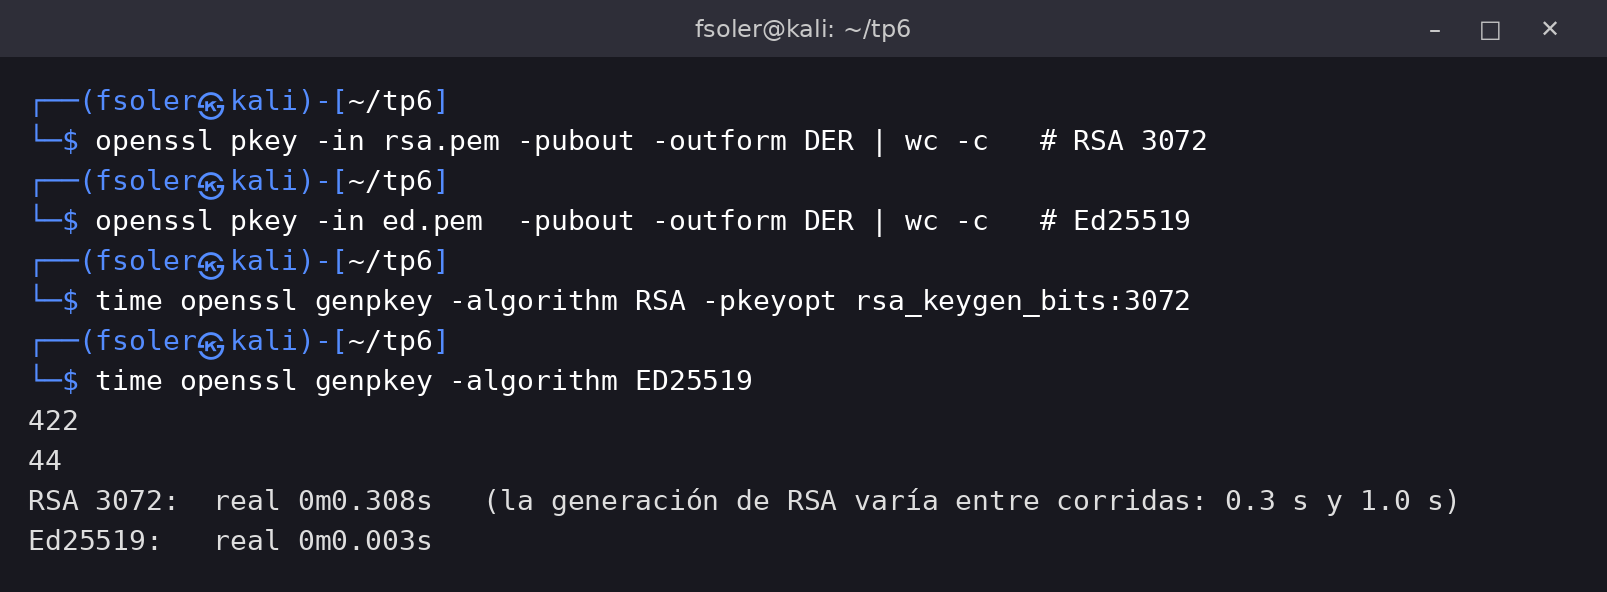 fsoler@kali: ~/tp6
┌──(fsoler㉿kali)-[~/tp6]
└─$ openssl pkey -in rsa.pem -pubout -outform DER | wc -c   # RSA 3072
┌──(fsoler㉿kali)-[~/tp6]
└─$ openssl pkey -in ed.pem  -pubout -outform DER | wc -c   # Ed25519
┌──(fsoler㉿kali)-[~/tp6]
└─$ time openssl genpkey -algorithm RSA -pkeyopt rsa_keygen_bits:3072
┌──(fsoler㉿kali)-[~/tp6]
└─$ time openssl genpkey -algorithm ED25519
422
44
RSA 3072:  real 0m0.308s   (la generación de RSA varía entre corridas: 0.3 s y 1.0 s)
Ed25519:   real 0m0.003s